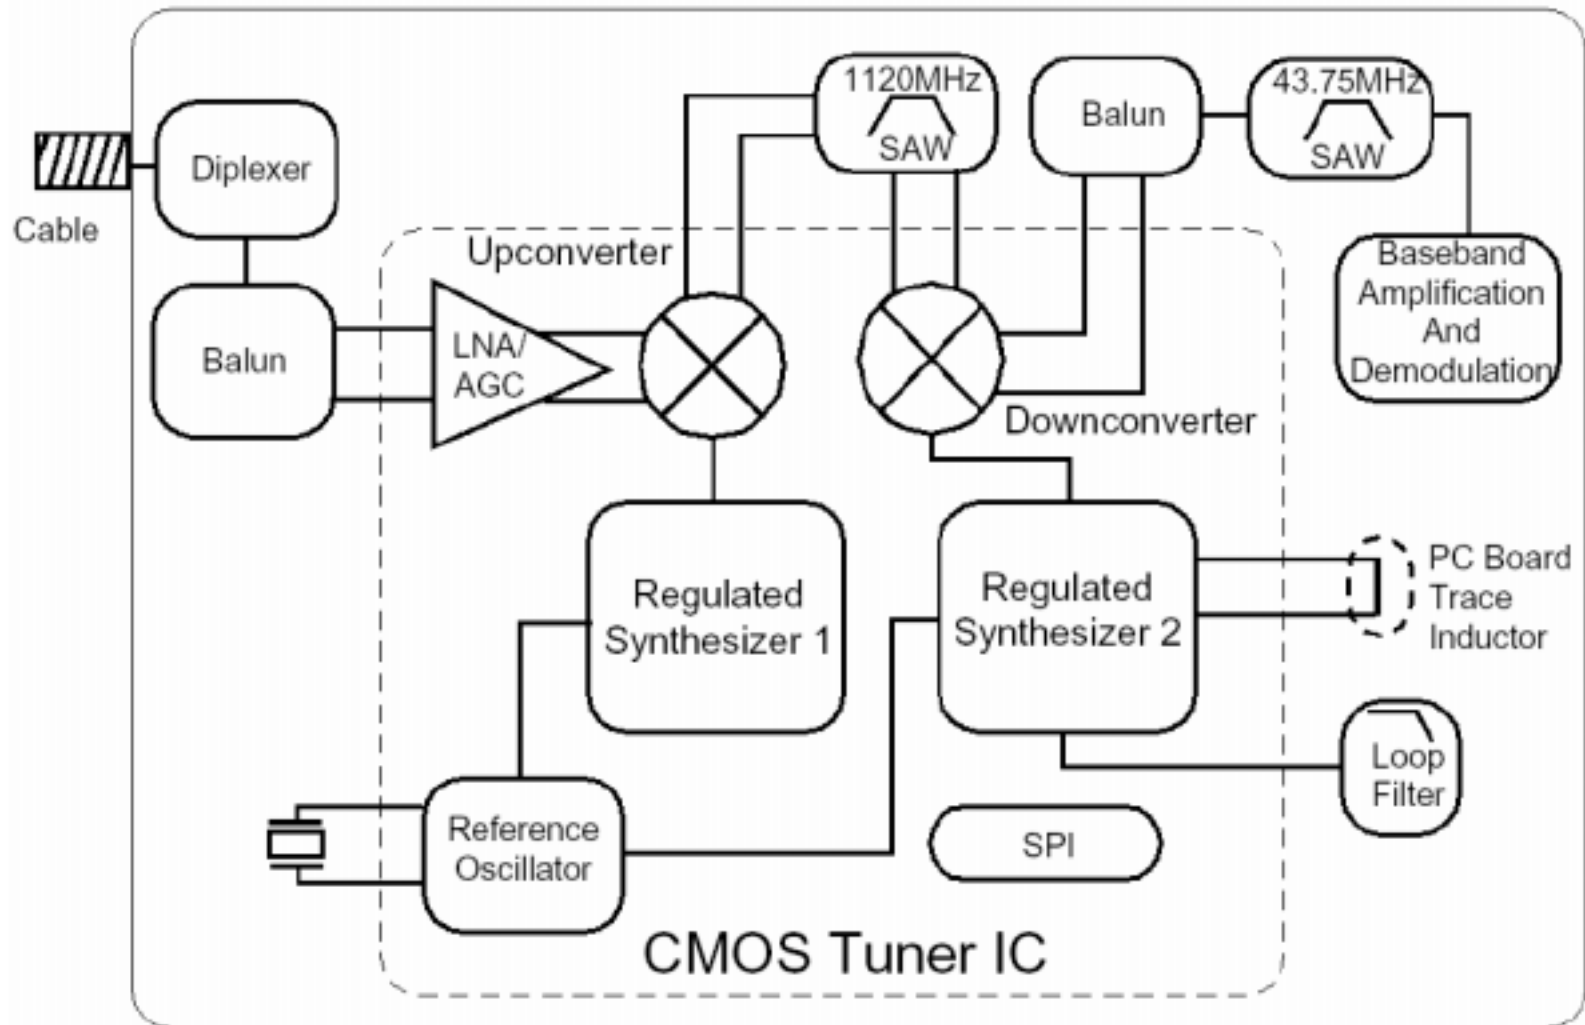 1120MHz
SAW
Balun
43.75MHz
SAW
Diplexer
Cable
Upconverter
Baseband
Amplification
And
Demodulation
Balun
LNA/
AGC
Downconverter
Regulated
Synthesizer 1
Regulated
Synthesizer 2
PC Board
Trace
Inductor
Loop
Filter
Reference
Oscillator
SPI
CMOS Tuner IC